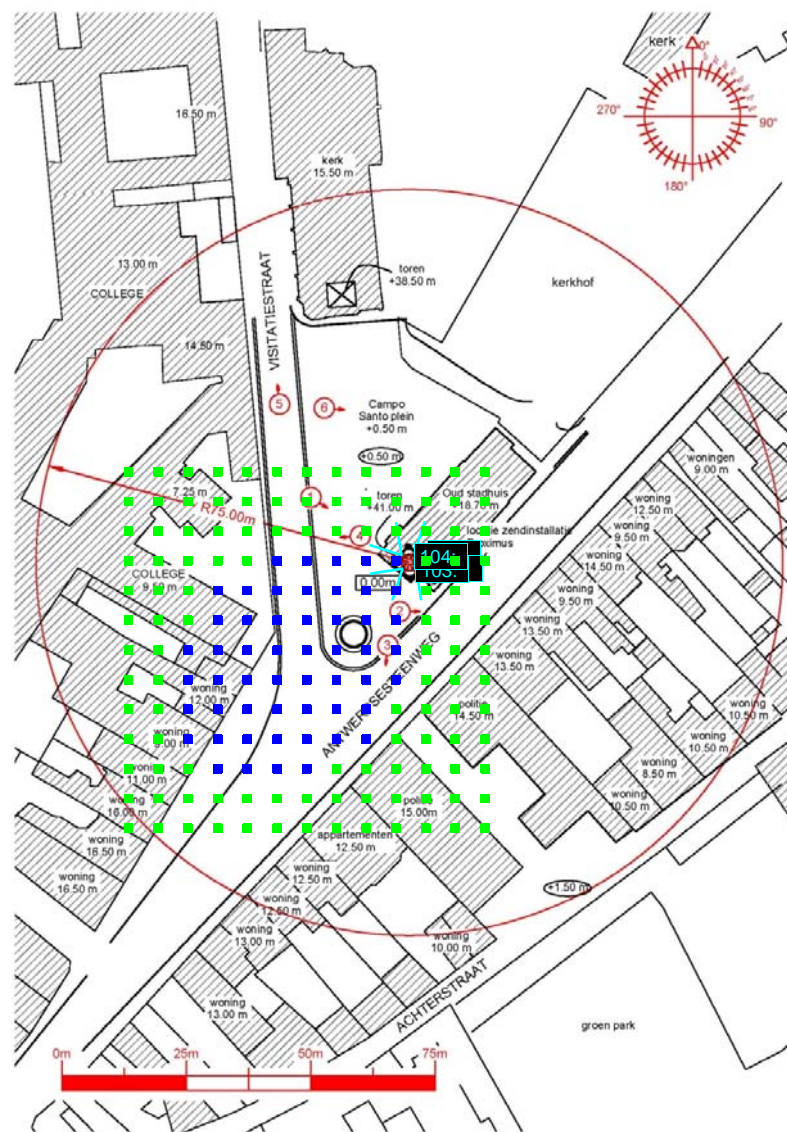 kerk
0°
270°
90°
180°
16.50 m
kerk
15.50 m
13.00 m
COLLEGE
toren
+38.50 m
kerkhof
VISITATIESTRAAT
14.50 m
5
6
Campo
Santo plein
+0.50 m
+0.50 m
woningen
9.00 m
7.25 m
R75.00m
1
toren
+41.00 m
Oud stadhuis
woning
12.50 m
woning
9.50 m
4
locatie zendinstallatie
Proximus
104.
103.
woning
14.50 m
COLLEGE
9.50 m
0.00m
woning
9.50 m
2
woning
13.50 m
3
woning
13.50 m
ANTWERPSESTEENWEG
woning
12.00 m
politie
14.50 m
woning
10.50 m
woning
9.00 m
woning
10.50 m
woning
11.00 m
woning
8.50 m
woning
16.00 m
politie
15.00m
woning
10.50 m
woning
16.50 m
appartementen
12.50 m
woning
16.50 m
woning
12.50 m
+1.50 m
woning
12.50 m
woning
13.00 m
woning
10.00 m
woning
13.00 m
ACHTERSTRAAT
groen park
0m
25m
50m
75m